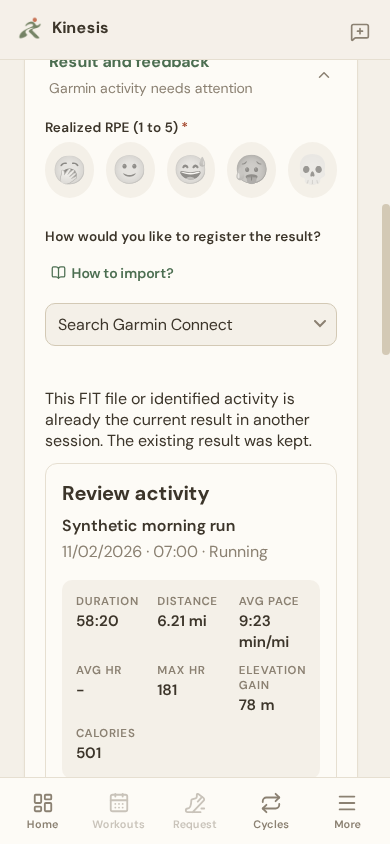 Kinesis
Result and feedback
Garmin activity needs attention
Realized RPE (1 to 5) *
How would you like to register the result?
How to import?
Search Garmin Connect
This FIT file or identified activity is
already the current result in another
session. The existing result was kept.
Review activity
Synthetic morning run
11/02/2026 · 07:00 · Running
DURATION DISTANCE AVG PACE
58:20 6.21 mi 9:23
min/mi
AVG HR MAX HR ELEVATION
GAIN
- 181 78 m
CALORIES
501
Home Workouts Request Cycles More